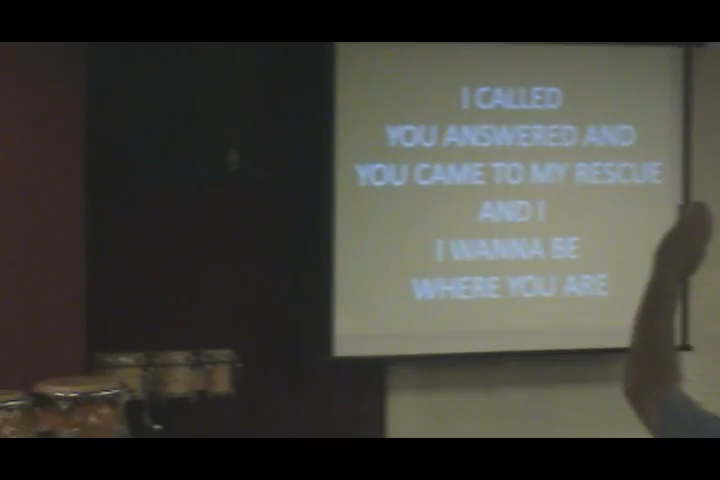 I CALLED
YOU ANSWERED AND
YOU CAME TO MY RESCUE
AND I
I WANNA BE
WHERE YOU ARE